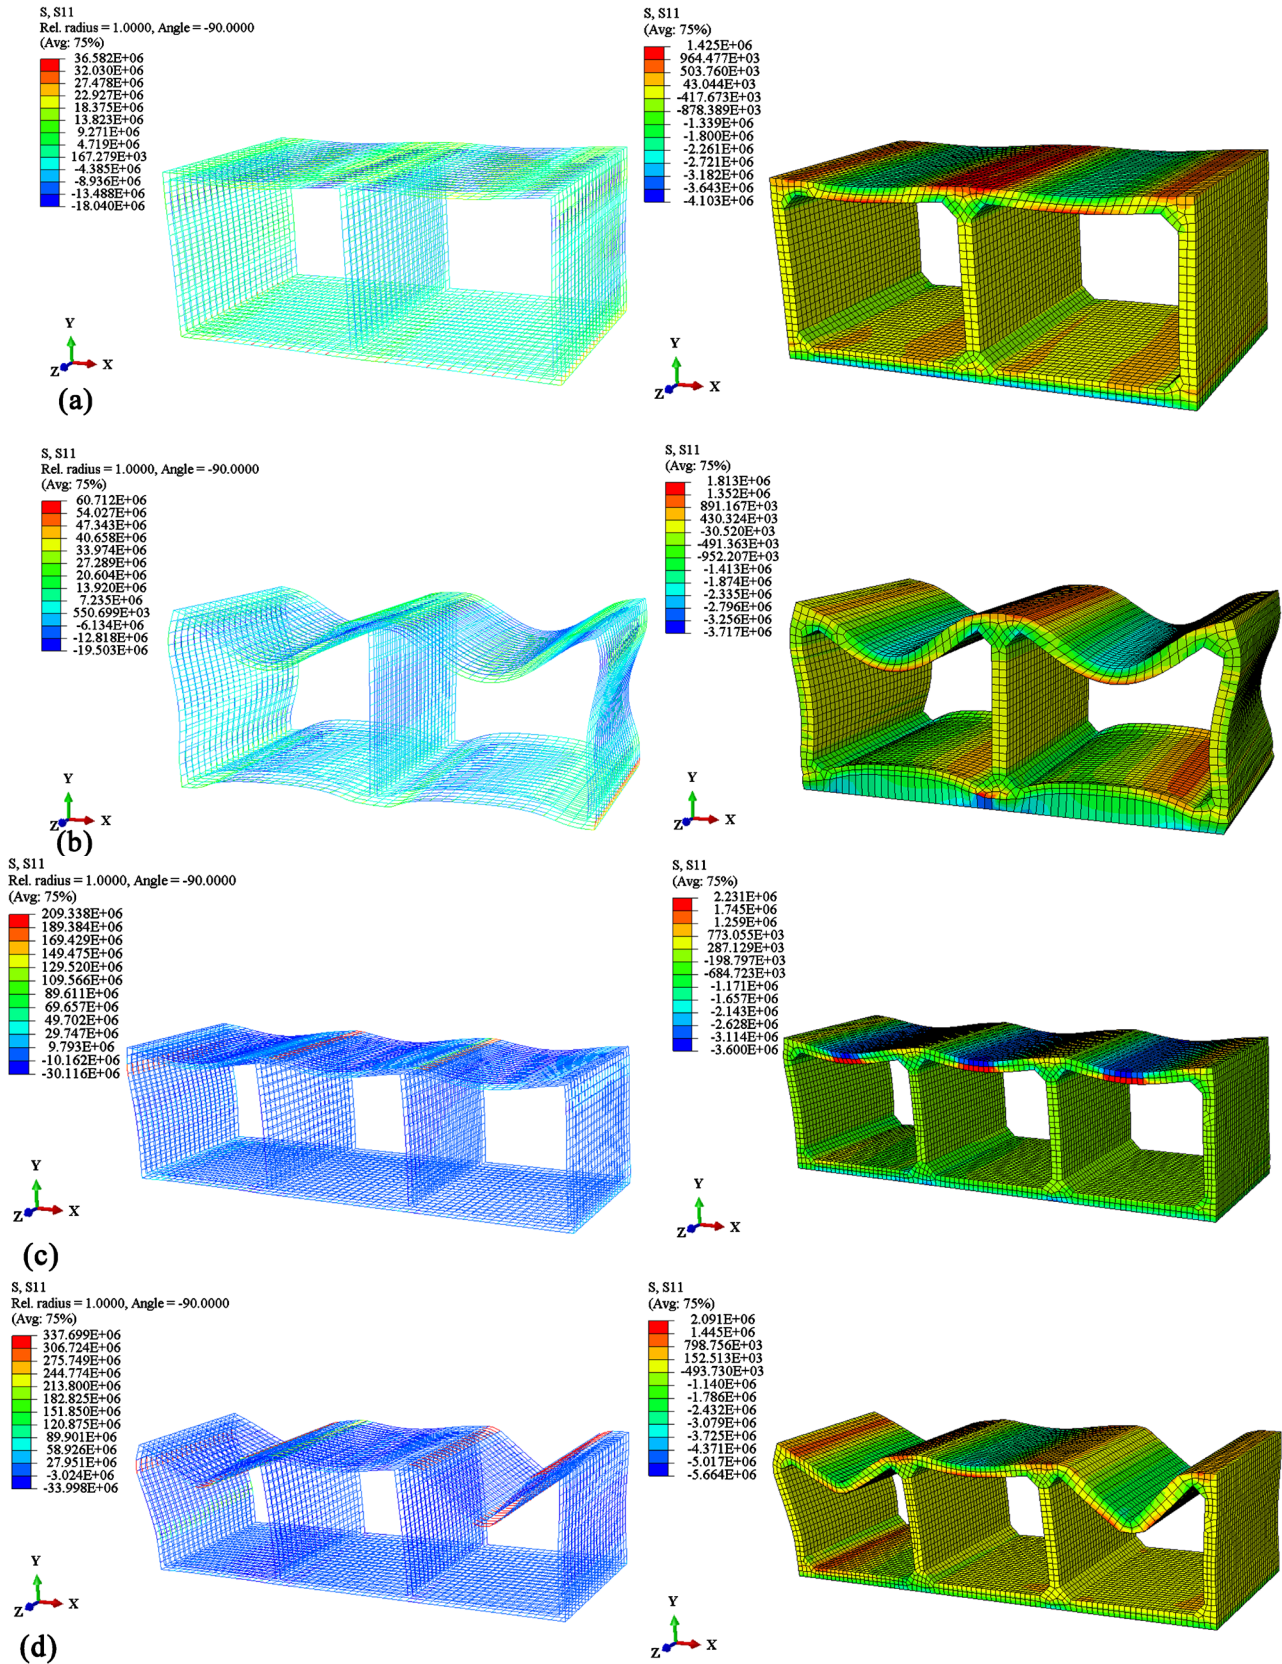 S, S11
Rel. radius = 1.0000, Angle = -90.0000
(Avg: 75%)
36.582E+06
32.030E+06
27.478E+06
22.927E+06
18.375E+06
13.823E+06
9.271E+06
4.719E+06
167.279E+03
-4.385E+06
-8.936E+06
-13.488E+06
-18.040E+06
Y
X
Z
(a)
S, S11
(Avg: 75%)
1.425E+06
964.477E+03
503.760E+03
43.044E+03
-417.673E+03
-878.389E+03
-1.339E+06
-1.800E+06
-2.261E+06
-2.721E+06
-3.182E+06
-3.643E+06
-4.103E+06
Y
X
Z
S, S11
Rel. radius = 1.0000, Angle = -90.0000
(Avg: 75%)
60.712E+06
54.027E+06
47.343E+06
40.658E+06
33.974E+06
27.289E+06
20.604E+06
13.920E+06
7.235E+06
550.699E+03
-6.134E+06
-12.818E+06
-19.503E+06
Y
X
Z
(b)
S, S11
(Avg: 75%)
1.813E+06
1.352E+06
891.167E+03
430.324E+03
-30.520E+03
-491.363E+03
-952.207E+03
-1.413E+06
-1.874E+06
-2.335E+06
-2.796E+06
-3.256E+06
-3.717E+06
Y
X
Z
S, S11
Rel. radius = 1.0000, Angle = -90.0000
(Avg: 75%)
209.338E+06
189.384E+06
169.429E+06
149.475E+06
129.520E+06
109.566E+06
89.611E+06
69.657E+06
49.702E+06
29.747E+06
9.793E+06
-10.162E+06
-30.116E+06
Y
X
Z
(c)
S, S11
(Avg: 75%)
2.231E+06
1.745E+06
1.259E+06
773.055E+03
287.129E+03
-198.797E+03
-684.723E+03
-1.171E+06
-1.657E+06
-2.143E+06
-2.628E+06
-3.114E+06
-3.600E+06
Y
X
Z
S, S11
Rel. radius = 1.0000, Angle = -90.0000
(Avg: 75%)
337.699E+06
306.724E+06
275.749E+06
244.774E+06
213.800E+06
182.825E+06
151.850E+06
120.875E+06
89.901E+06
58.926E+06
27.951E+06
-3.024E+06
-33.998E+06
Y
X
Z
(d)
S, S11
(Avg: 75%)
2.091E+06
1.445E+06
798.756E+03
152.513E+03
-493.730E+03
-1.140E+06
-1.786E+06
-2.432E+06
-3.079E+06
-3.725E+06
-4.371E+06
-5.017E+06
-5.664E+06
Y
X
Z